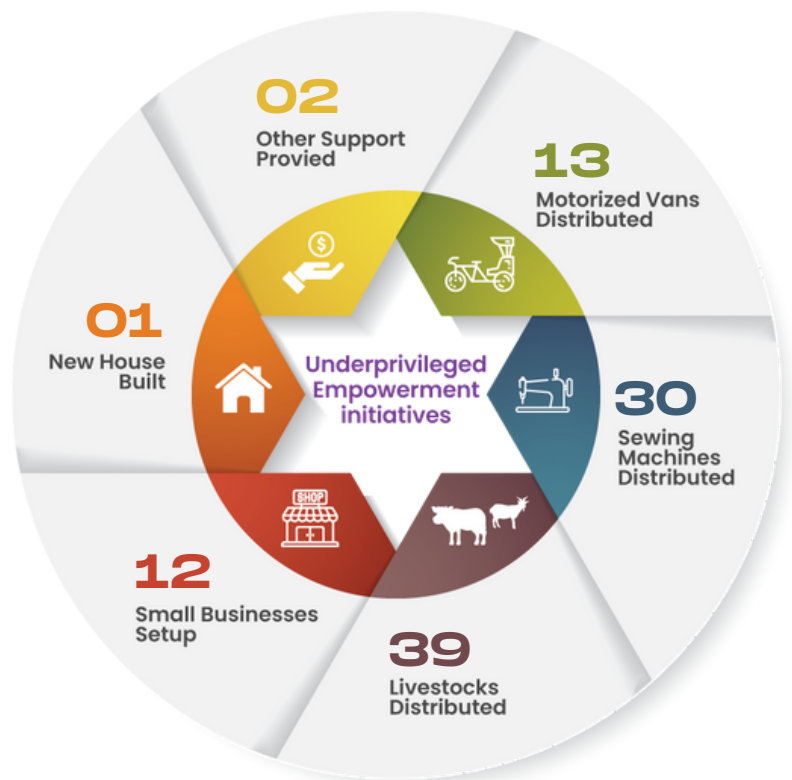 02
Other Support
Provied
13
Motorized Vans
Distributed
01
New House
Built
Underprivileged
Empowerment
initiatives
30
Sewing
Machines
Distributed
SHOP
12
Small Businesses
Setup
39
Livestocks
Distributed
$